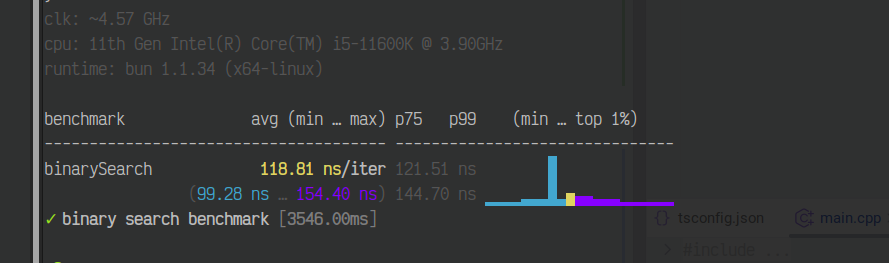 clk: ~4.57 GHz
cpu: 11th Gen Intel(R) Core(TM) i5-11600K @ 3.90GHz
runtime: bun 1.1.34 (x64-linux)
benchmark avg (min … max) p75 p99 (min … top 1%)
------------------------------------- -------------------------------
binarySearch 118.81 ns/iter 121.51 ns
(99.28 ns … 154.40 ns) 144.70 ns
✓ binary search benchmark [3546.00ms]
{} tsconfig.json main.cpp
> #include ...